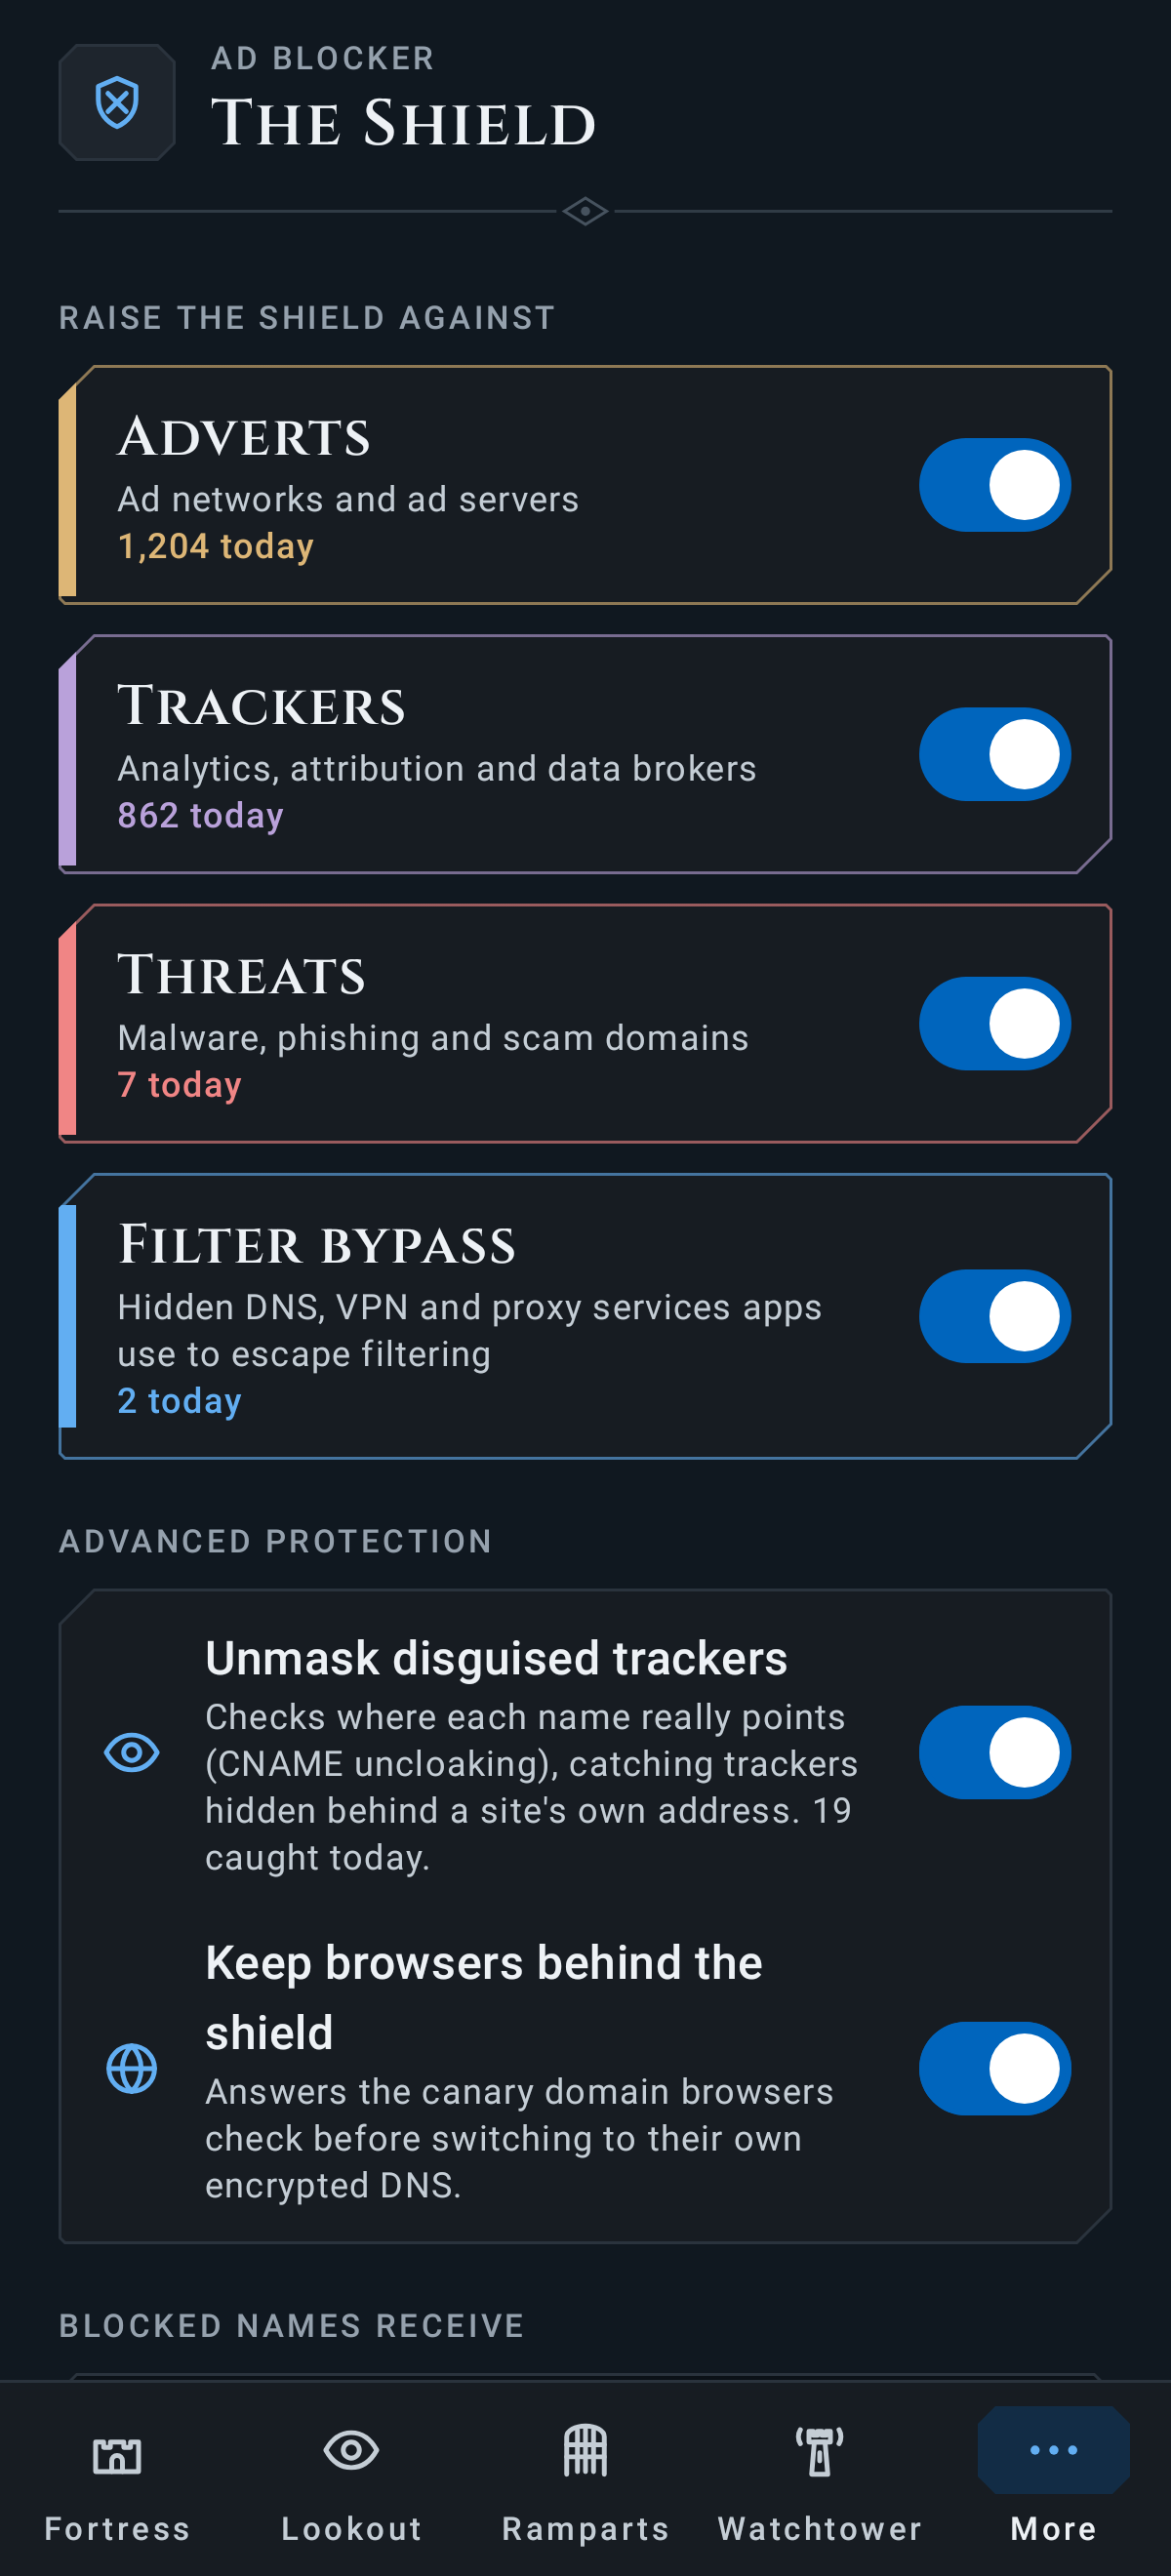 AD BLOCKER
The Shield
RAISE THE SHIELD AGAINST
Adverts
Ad networks and ad servers
1,204 today
Trackers
Analytics, attribution and data brokers
862 today
Threats
Malware, phishing and scam domains
7 today
Filter bypass
Hidden DNS, VPN and proxy services apps
use to escape filtering
2 today
ADVANCED PROTECTION
Unmask disguised trackers
Checks where each name really points
(CNAME uncloaking), catching trackers
hidden behind a site's own address. 19
caught today.
Keep browsers behind the
shield
Answers the canary domain browsers
check before switching to their own
encrypted DNS.
BLOCKED NAMES RECEIVE
Fortress
Lookout
Ramparts
Watchtower
More